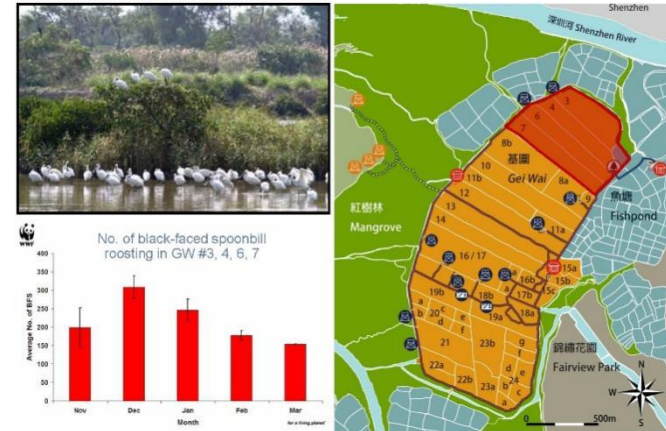 WWF
No. of black-faced spoonbill
roosting in GW #3, 4, 6, 7
Average No. of BFS
400
350
300
250
200
150
100
50
0
Nov
Dec
Jan
Feb
Mar
Month
for a living planet
Shenzhen
深圳河 Shenzhen River
3
4
6
7
8b
基圍
Gei Wai
10
8a
11b
9
12
魚塘
Fishpond
紅樹林
Mangrove
13
11a
14
16 / 17
15a
16b
15b
a
15c
17b
19b
18b
18a
19a
a
b
20
c
d
e
f
21
23b
g
f
22a
d
e
22b
24
23a
b
c
a
錦繡花園
Fairview Park
N
W
E
S
0
500m